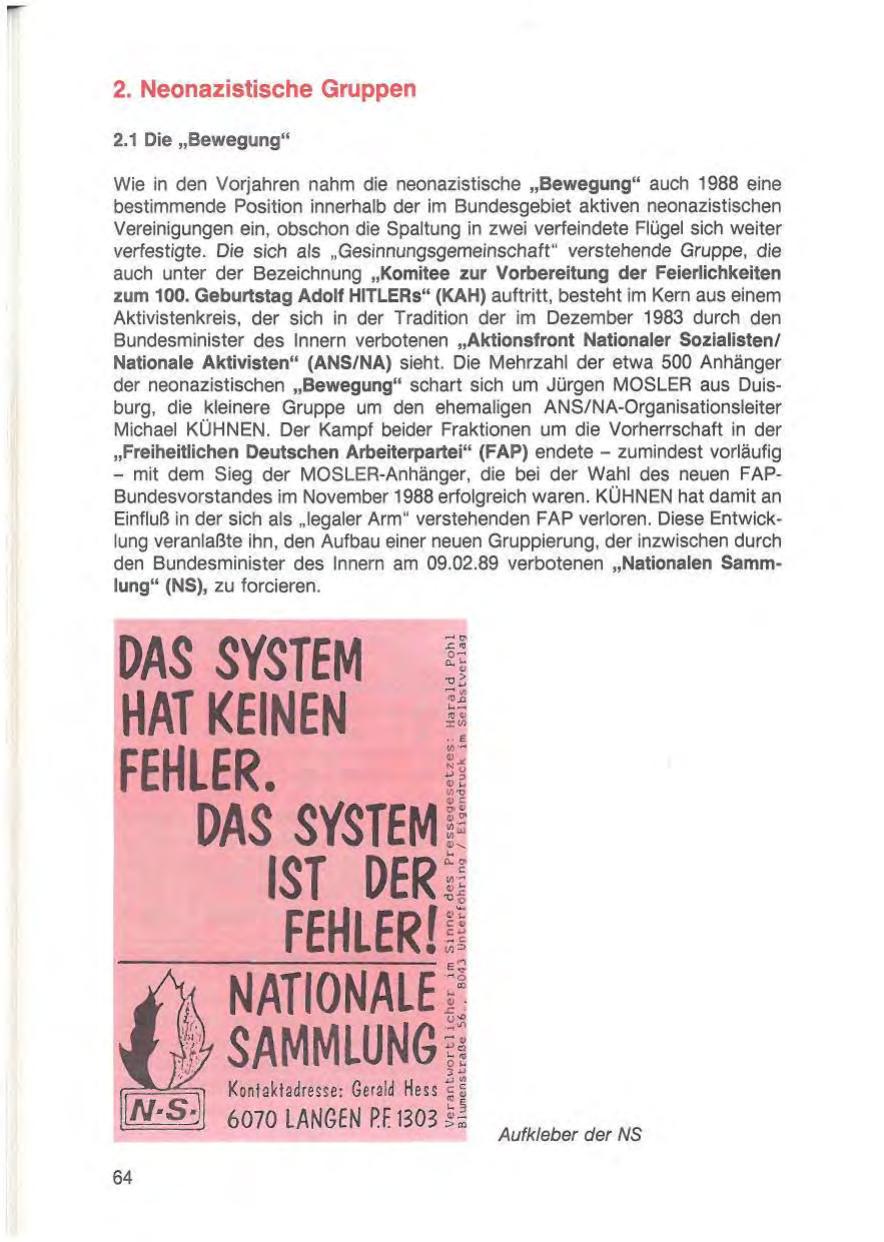 2. Neonazistische Gruppen
2.1 Die „Bewegung“
Wie in den Vorjahren nahm die neonazistische „Bewegung“ auch 1988 eine
bestimmende Position innerhalb der im Bundesgebiet aktiven neonazistischen
Vereinigungen ein, obschon die Spaltung in zwei verfeindete Flügel sich weiter
verfestigte. Die sich als „Gesinnungsgemeinschaft“ verstehende Gruppe, die
auch unter der Bezeichnung „Komitee zur Vorbereitung der Feierlichkeiten
zum 100. Geburtstag Adolf HITLERs“ (KAH) auftritt, besteht im Kern aus einem
Aktivistenkreis, der sich in der Tradition der im Dezember 1983 durch den
Bundesminister des Innern verbotenen „Aktionsfront Nationaler Sozialisten/
Nationale Aktivisten“ (ANS/NA) sieht. Die Mehrzahl der etwa 500 Anhänger
der neonazistischen „Bewegung“ schart sich um Jürgen MOSLER aus Duis-
burg, die kleinere Gruppe um den ehemaligen ANS/NA-Organisationsleiter
Michael KÜHNEN. Der Kampf beider Fraktionen um die Vorherrschaft in der
„Freiheitlichen Deutschen Arbeiterpartei“ (FAP) endete – zumindest vorläufig
– mit dem Sieg der MOSLER-Anhänger, die bei der Wahl des neuen FAP-
Bundesvorstandes im November 1988 erfolgreich waren. KÜHNEN hat damit an
Einfluß in der sich als „legaler Arm“ verstehenden FAP verloren. Diese Entwick-
lung veranlaßte ihn, den Aufbau einer neuen Gruppierung, der inzwischen durch
den Bundesminister des Innern am 09.02.89 verbotenen „Nationalen Samm-
lung“ (NS), zu forcieren.
DAS SYSTEM
HAT KEINEN
FEHLER.
DAS SYSTEM
IST DER
FEHLER!
NATIONALE
SAMMLUNG
Kontaktadresse: Gerald Hess
6070 LANGEN P.F. 1303
N.S.
Verantwortlicher im Sinne des Pressegesetzes: Harald Pohl
Blumenstraße 56., 8043 Unterföhring / Eigendruck im Selbstverlag
Aufkleber der NS
64